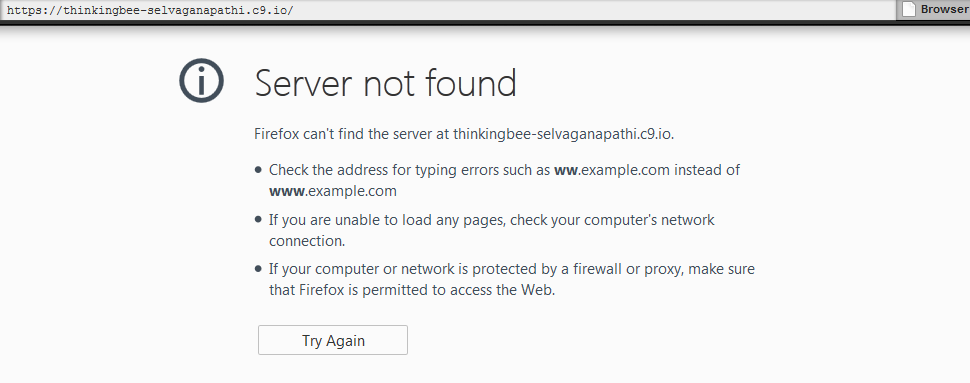 https://thinkingbee-selvaganapathi.c9.io/
Browser
Server not found
Firefox can't find the server at thinkingbee-selvaganapathi.c9.io.
Check the address for typing errors such as ww.example.com instead of
www.example.com
If you are unable to load any pages, check your computer's network
connection.
If your computer or network is protected by a firewall or proxy, make sure
that Firefox is permitted to access the Web.
Try Again